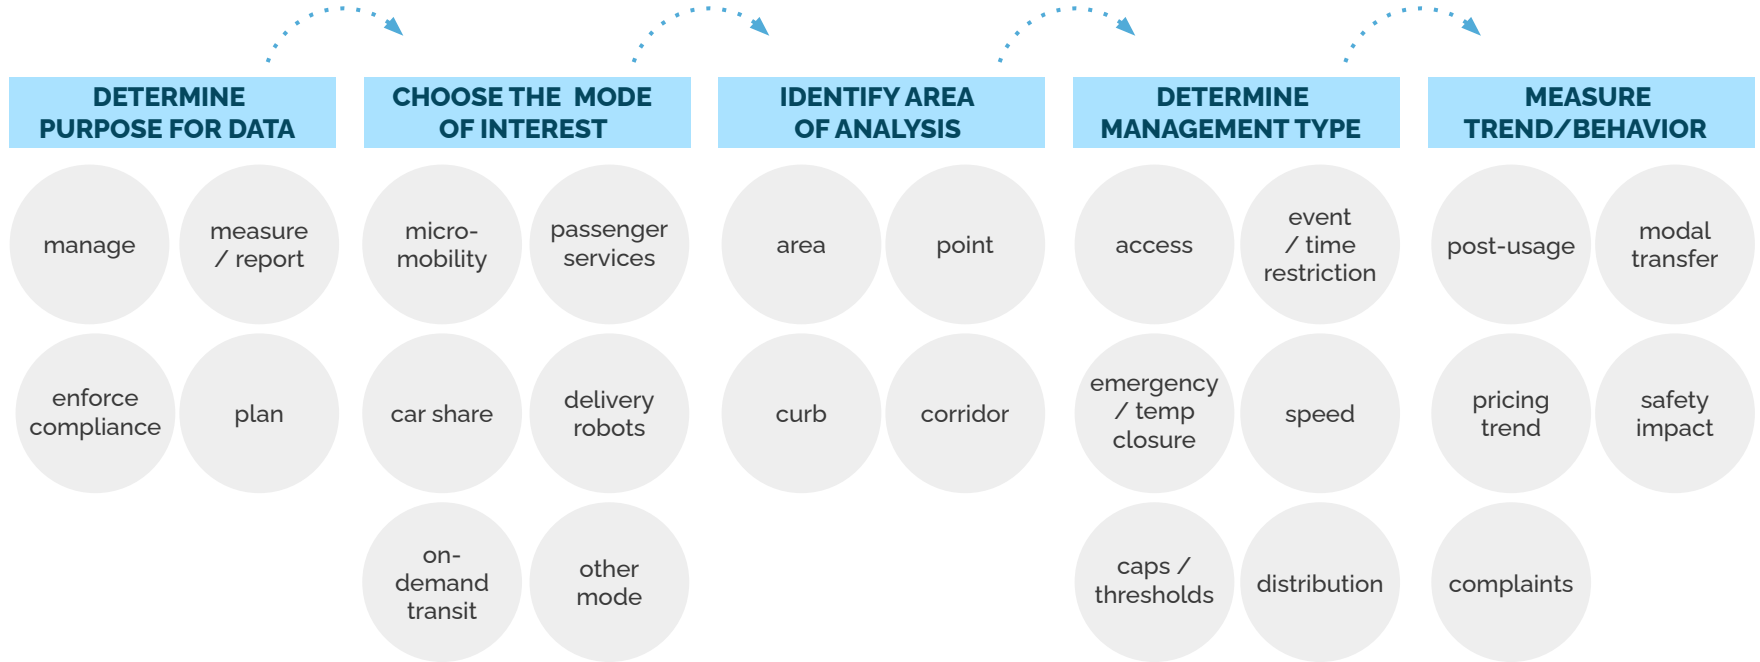 DETERMINE
PURPOSE FOR DATA
manage
measure
/ report
enforce
compliance
plan
CHOOSE THE MODE
OF INTEREST
micro-
mobility
passenger
services
car share
delivery
robots
on-
demand
transit
other
mode
IDENTIFY AREA
OF ANALYSIS
area
point
curb
corridor
DETERMINE
MANAGEMENT TYPE
access
event
/ time
restriction
emergency
/ temp
closure
speed
caps /
thresholds
distribution
MEASURE
TREND/BEHAVIOR
post-usage
modal
transfer
pricing
trend
safety
impact
complaints